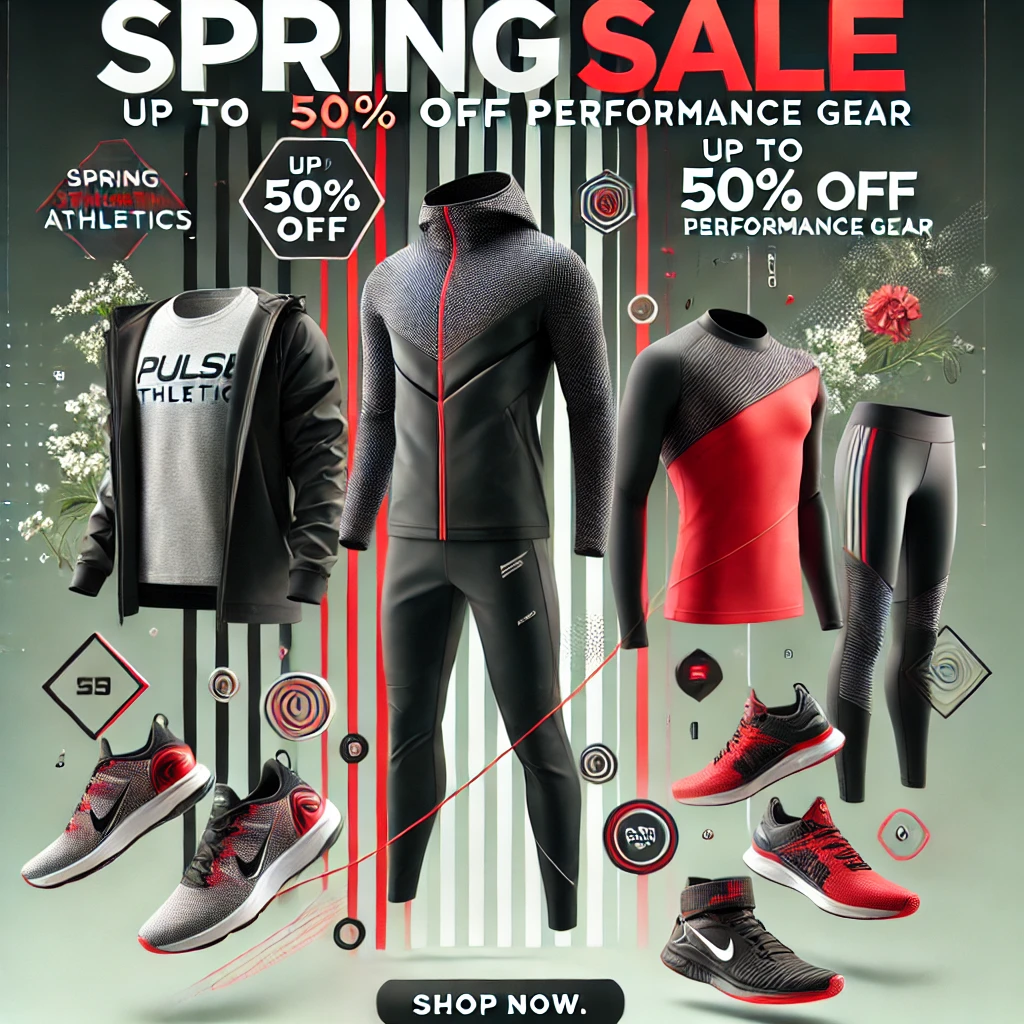 SPRING SALE
UP TO 50% OFF PERFORMANCE GEAR
UP TO
50% OFF
PERFORMANCE GEAR
SPRING
ATHLETICS
UP
50%
OFF
PULSE
THLETIC
SHOP NOW.